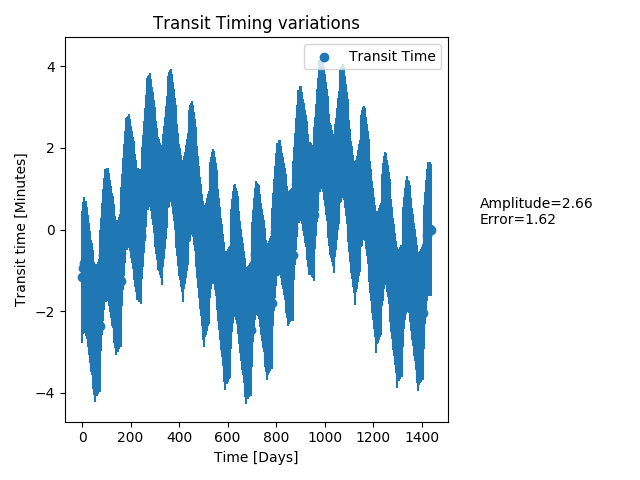 Transit Timing variations
Transit Time
Transit time [Minutes]
4
2
0
−2
−4
0 200 400 600 800 1000 1200 1400
Time [Days]
Amplitude=2.66
Error=1.62